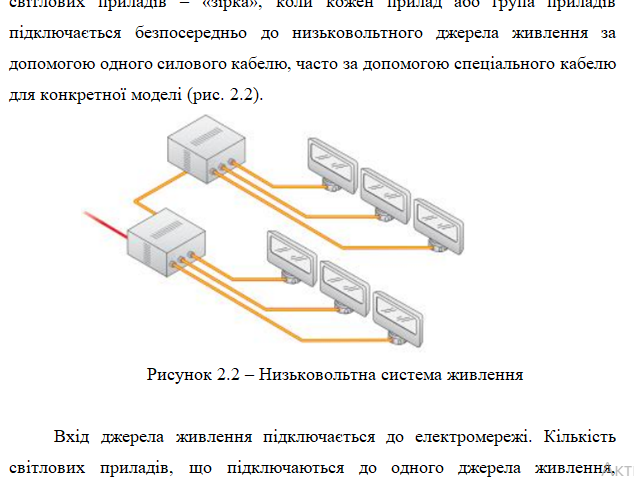 світлових приладів – «зірка», коли кожен прилад або група приладів
підключається безпосередньо до низьковольтного джерела живлення за
допомогою одного силового кабелю, часто за допомогою спеціального кабелю
для конкретної моделі (рис. 2.2).
Рисунок 2.2 – Низьковольтна система живлення
Вхід джерела живлення підключається до електромережі. Кількість
світлових приладів, що підключаються до одного джерела живлення,